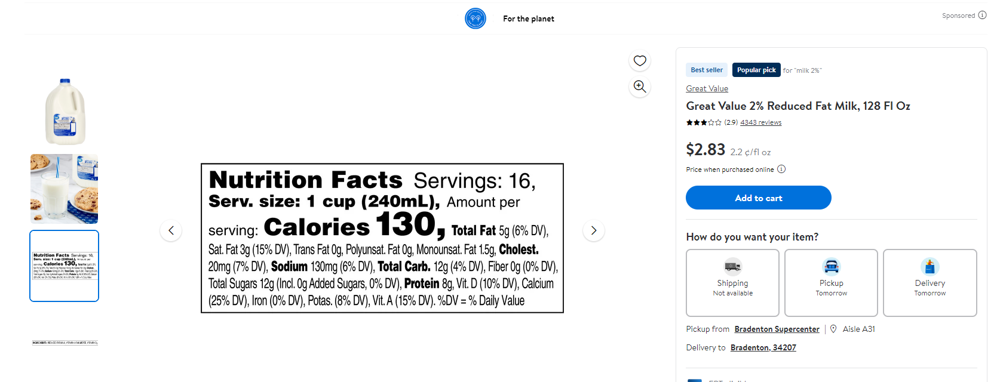 For the planet
Sponsored
Best seller
Popular pick
for "milk 2%"
Great Value
Great Value 2% Reduced Fat Milk, 128 Fl Oz
(2.9) 4343 reviews
$2.83 2.2 ¢/fl oz
Price when purchased online
Add to cart
How do you want your item?
Shipping
Not available
Pickup
Tomorrow
Delivery
Tomorrow
Pickup from Bradenton Supercenter | Aisle A31
Delivery to Bradenton, 34207
Nutrition Facts Servings: 16,
Serv. size: 1 cup (240mL), Amount per
serving: Calories 130, Total Fat 5g (6% DV),
Sat. Fat 3g (15% DV), Trans Fat 0g, Polyunsat. Fat 0g, Monounsat. Fat 1.5g, Cholest.
20mg (7% DV), Sodium 130mg (6% DV), Total Carb. 12g (4% DV), Fiber 0g (0% DV),
Total Sugars 12g (Incl. 0g Added Sugars, 0% DV), Protein 8g, Vit. D (10% DV), Calcium
(25% DV), Iron (0% DV), Potas. (8% DV), Vit. A (15% DV). %DV = % Daily Value